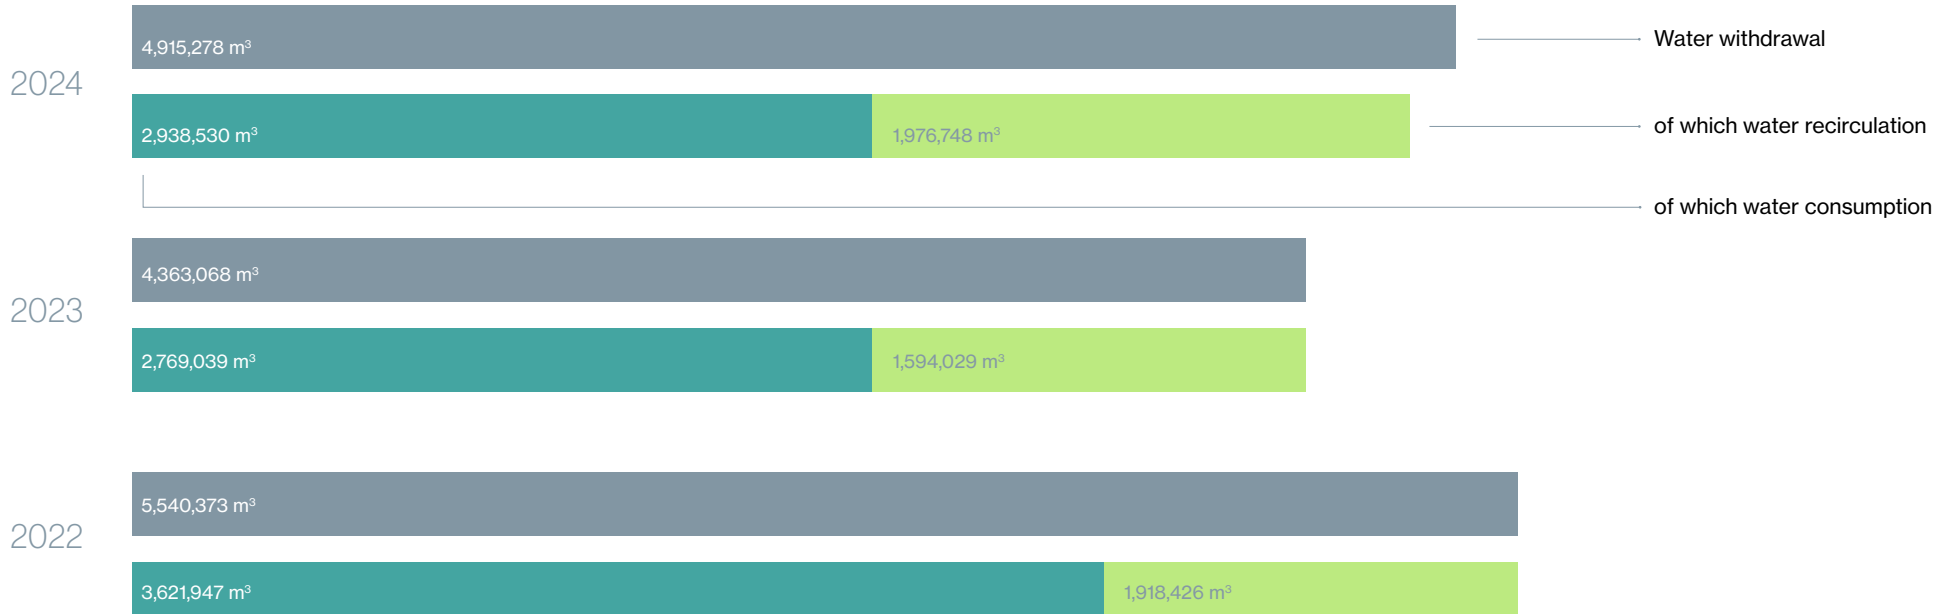 2024
4,915,278 m³
Water withdrawal
2,938,530 m³
1,976,748 m³
of which water recirculation
of which water consumption
2023
4,363,068 m³
2,769,039 m³
1,594,029 m³
2022
5,540,373 m³
3,621,947 m³
1,918,426 m³